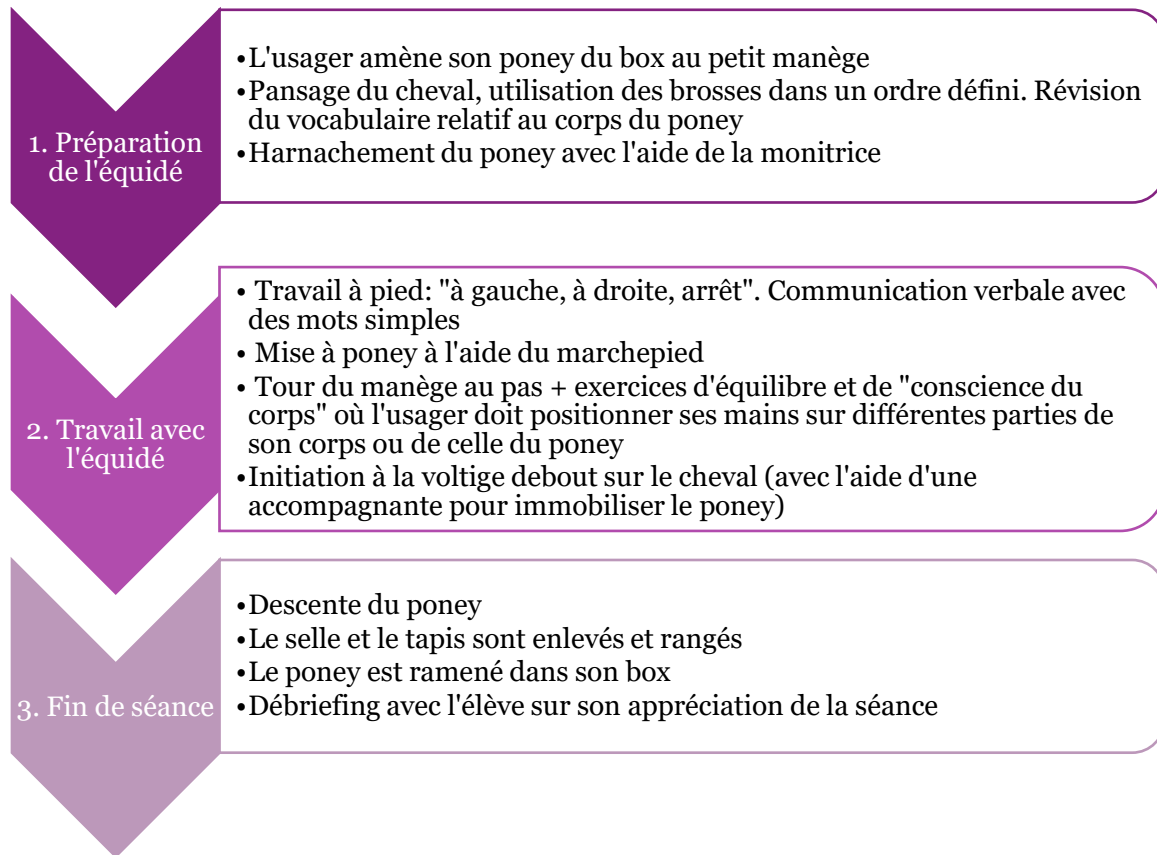 1. Préparation
de l'équidé
•L'usager amène son poney du box au petit manège
•Pansage du cheval, utilisation des brosses dans un ordre défini. Révision
du vocabulaire relatif au corps du poney
•Harnachement du poney avec l'aide de la monitrice
2. Travail avec
l'équidé
• Travail à pied: "à gauche, à droite, arrêt". Communication verbale avec
des mots simples
• Mise à poney à l'aide du marchepied
• Tour du manège au pas + exercices d'équilibre et de "conscience du
corps" où l'usager doit positionner ses mains sur différentes parties de
son corps ou de celle du poney
•Initiation à la voltige debout sur le cheval (avec l'aide d'une
accompagnante pour immobiliser le poney)
3. Fin de séance
•Descente du poney
•Le selle et le tapis sont enlevés et rangés
•Le poney est ramené dans son box
•Débriefing avec l'élève sur son appréciation de la séance